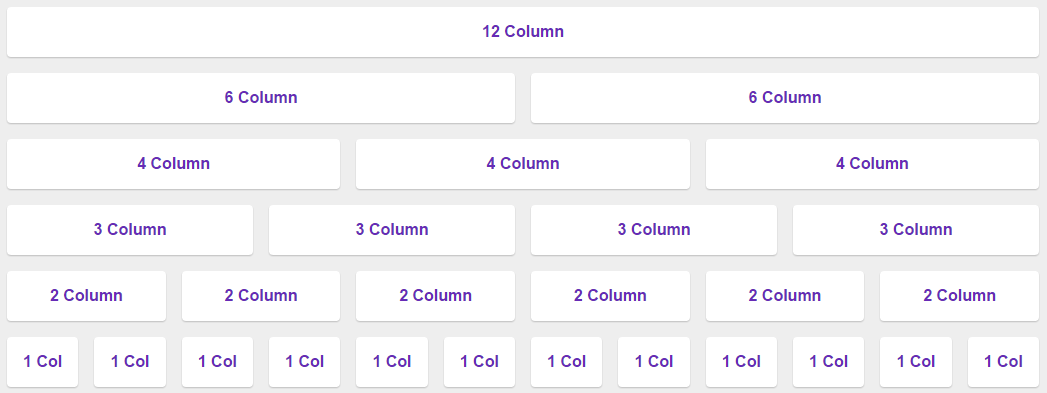 12 Column
6 Column 6 Column
4 Column 4 Column 4 Column
3 Column 3 Column 3 Column 3 Column
2 Column 2 Column 2 Column 2 Column 2 Column 2 Column
1 Col 1 Col 1 Col 1 Col 1 Col 1 Col 1 Col 1 Col 1 Col 1 Col 1 Col 1 Col